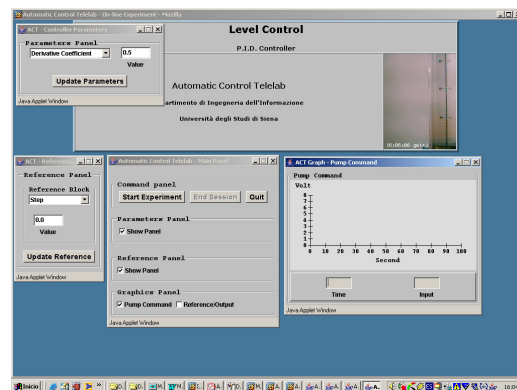 Automatic Control Telelab - On-line Experiment - Mozilla
ACT - Controller Parameters
Parameters Panel
Derivative Coefficient
0.5
Value
Update Parameters
Java Applet Window
Level Control
P.I.D. Controller
Automatic Control Telelab
artimento di Ingegneria dell'Informazione
Università degli Studi di Siena
16:06:06
ACT - Reference
Reference Panel
Reference Block
Step
0.0
Value
Update Reference
Java Applet Window
Automatic Control Telelab - Main Panel
Command panel
Start Experiment End Session Quit
Parameters Panel
Show Panel
Reference Panel
Show Panel
Graphics Panel
Pump Command Reference/Output
Java Applet Window
ACT Graph - Pump Command
Pump Command
Volt
8
7
6
5
4
3
2
1
0
0 10 20 30 40 50 60 70 80 90 100
Second
Time Input
Java Applet Window
Inicio